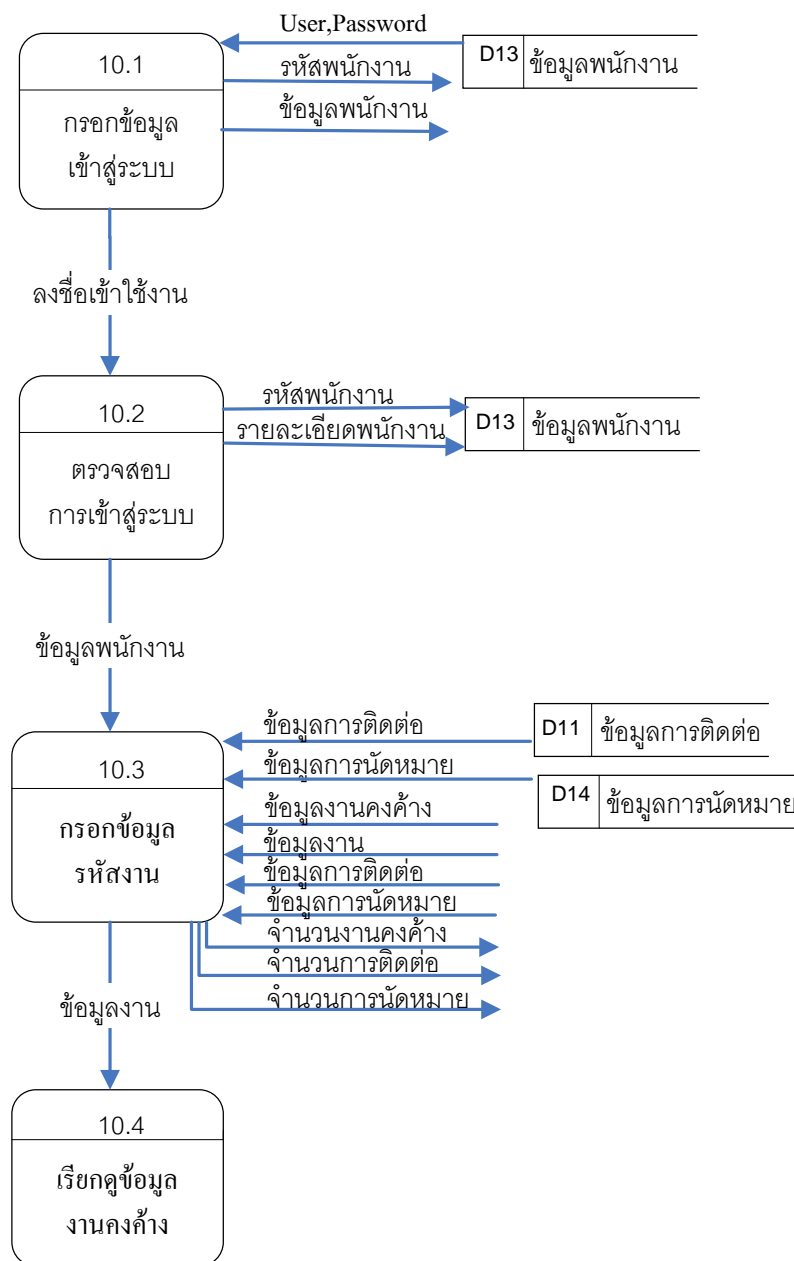 User,Password
10.1
D13
ข้อมูลพนักงาน
รหัสพนักงาน
ข้อมูลพนักงาน
กรอกข้อมูล
เข้าสู่ระบบ
ลงชื่อเข้าใช้งาน
10.2
รหัสพนักงาน
D13
ข้อมูลพนักงาน
รายละเอียดพนักงาน
ตรวจสอบ
การเข้าสู่ระบบ
ข้อมูลพนักงาน
ข้อมูลการติดต่อ
D11
ข้อมูลการติดต่อ
10.3
ข้อมูลการนัดหมาย
D14
ข้อมูลการนัดหมาย
กรอกข้อมูล
รหัสงาน
ข้อมูลงานคงค้าง
ข้อมูลงาน
ข้อมูลการติดต่อ
ข้อมูลการนัดหมาย
จำนวนงานคงค้าง
จำนวนการติดต่อ
จำนวนการนัดหมาย
ข้อมูลงาน
10.4
เรียกดูข้อมูล
งานคงค้าง